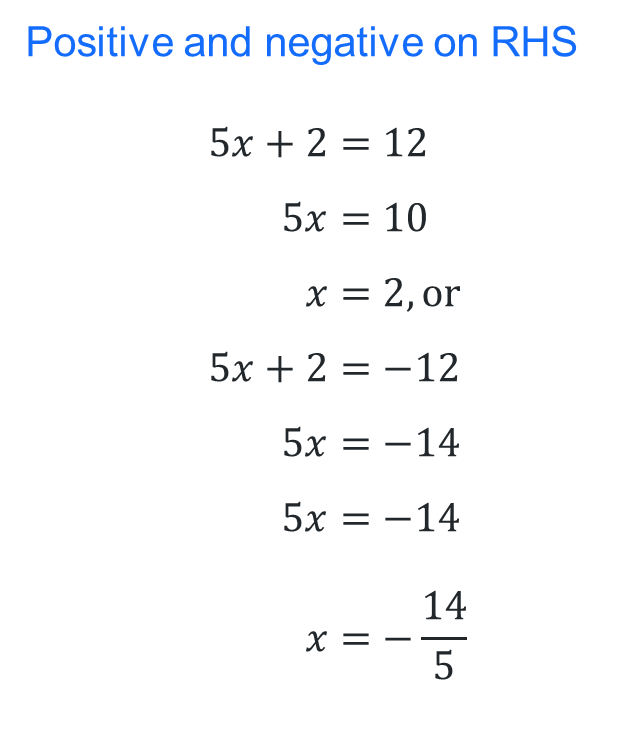 Positive and negative on RHS
5x + 2 = 12
5x = 10
x = 2, or
5x + 2 = −12
5x = −14
5x = −14
x = −14/5